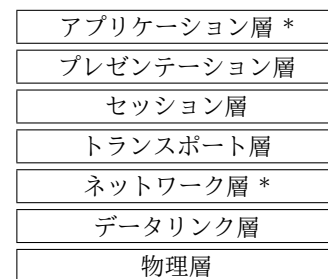 アプリケーション層 *
プレゼンテーション層
セッション層
トランスポート層
ネットワーク層 *
データリンク層
物理層